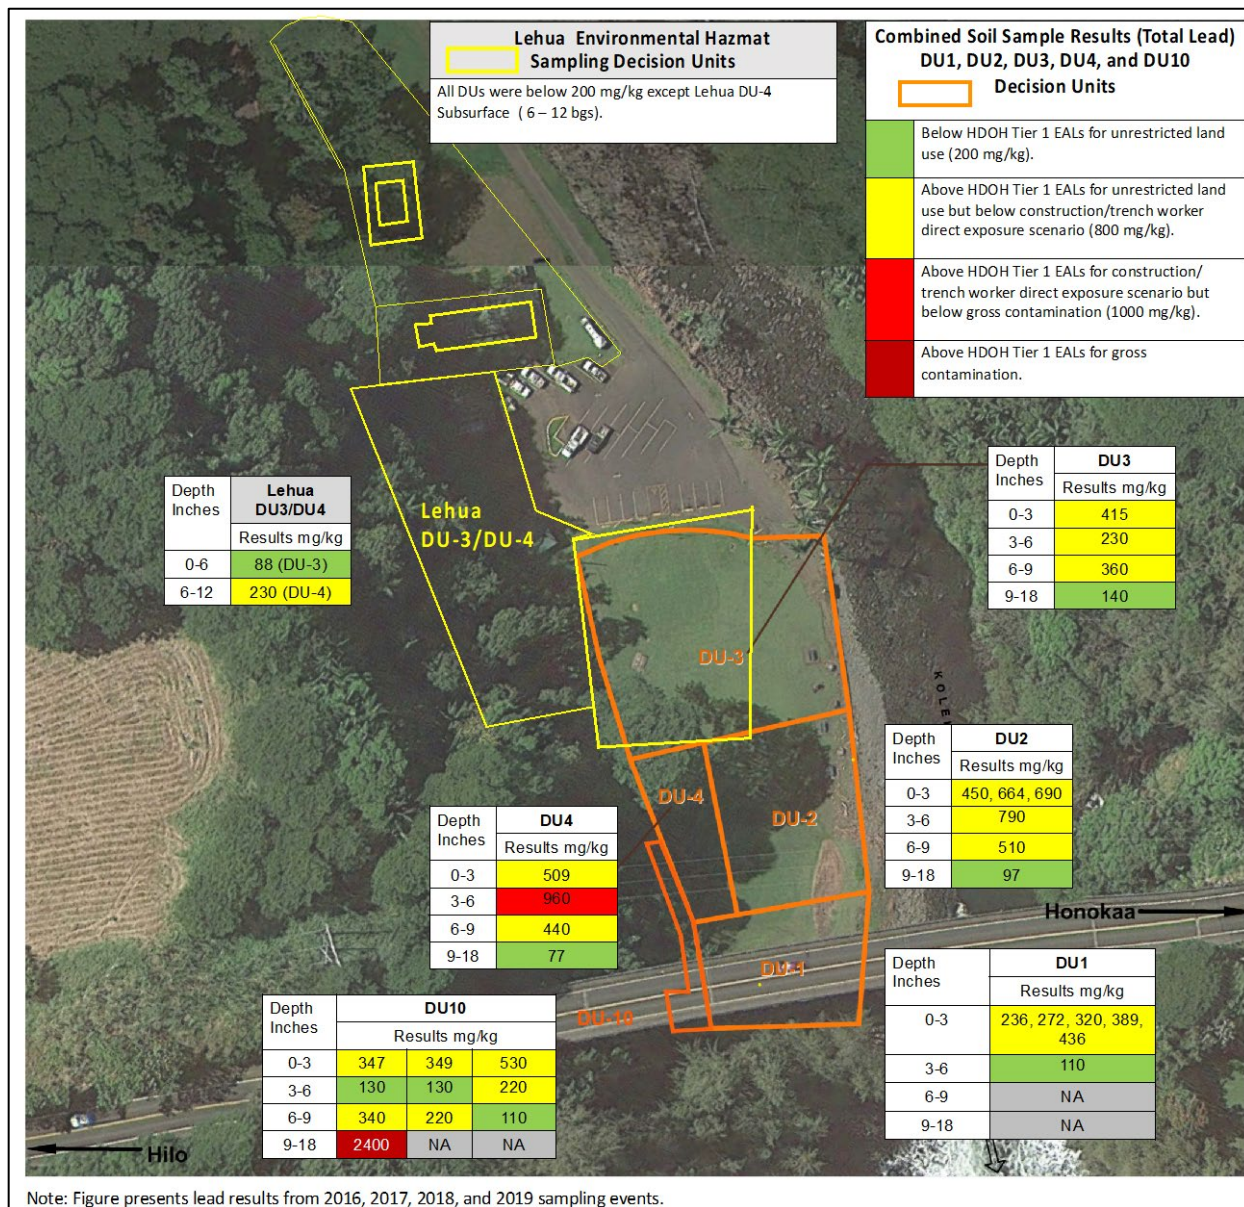 Lehua Environmental Hazmat
Sampling Decision Units
All DUs were below 200 mg/kg except Lehua DU-4
Subsurface ( 6 – 12 bgs).
Combined Soil Sample Results (Total Lead)
DU1, DU2, DU3, DU4, and DU10
Decision Units
Below HDOH Tier 1 EALs for unrestricted land
use (200 mg/kg).
Above HDOH Tier 1 EALs for unrestricted land
use but below construction/trench worker
direct exposure scenario (800 mg/kg).
Above HDOH Tier 1 EALs for construction/
trench worker direct exposure scenario but
below gross contamination (1000 mg/kg).
Above HDOH Tier 1 EALs for gross
contamination.
Depth Inches DU3
Results mg/kg
0-3 415
3-6 230
6-9 360
9-18 140
Depth Inches Lehua DU3/DU4
Results mg/kg
0-6 88 (DU-3)
6-12 230 (DU-4)
Lehua
DU-3/DU-4
DU-3
KOLE
Depth Inches DU2
Results mg/kg
0-3 450, 664, 690
3-6 790
6-9 510
9-18 97
DU-4
DU-2
Depth Inches DU4
Results mg/kg
0-3 509
3-6 960
6-9 440
9-18 77
Honokaa
DU-1
Depth Inches DU1
Results mg/kg
0-3 236, 272, 320, 389,
436
3-6 110
6-9 NA
9-18 NA
DU-10
Depth Inches DU10
Results mg/kg
0-3 347 349 530
3-6 130 130 220
6-9 340 220 110
9-18 2400 NA NA
Hilo
Note: Figure presents lead results from 2016, 2017, 2018, and 2019 sampling events.